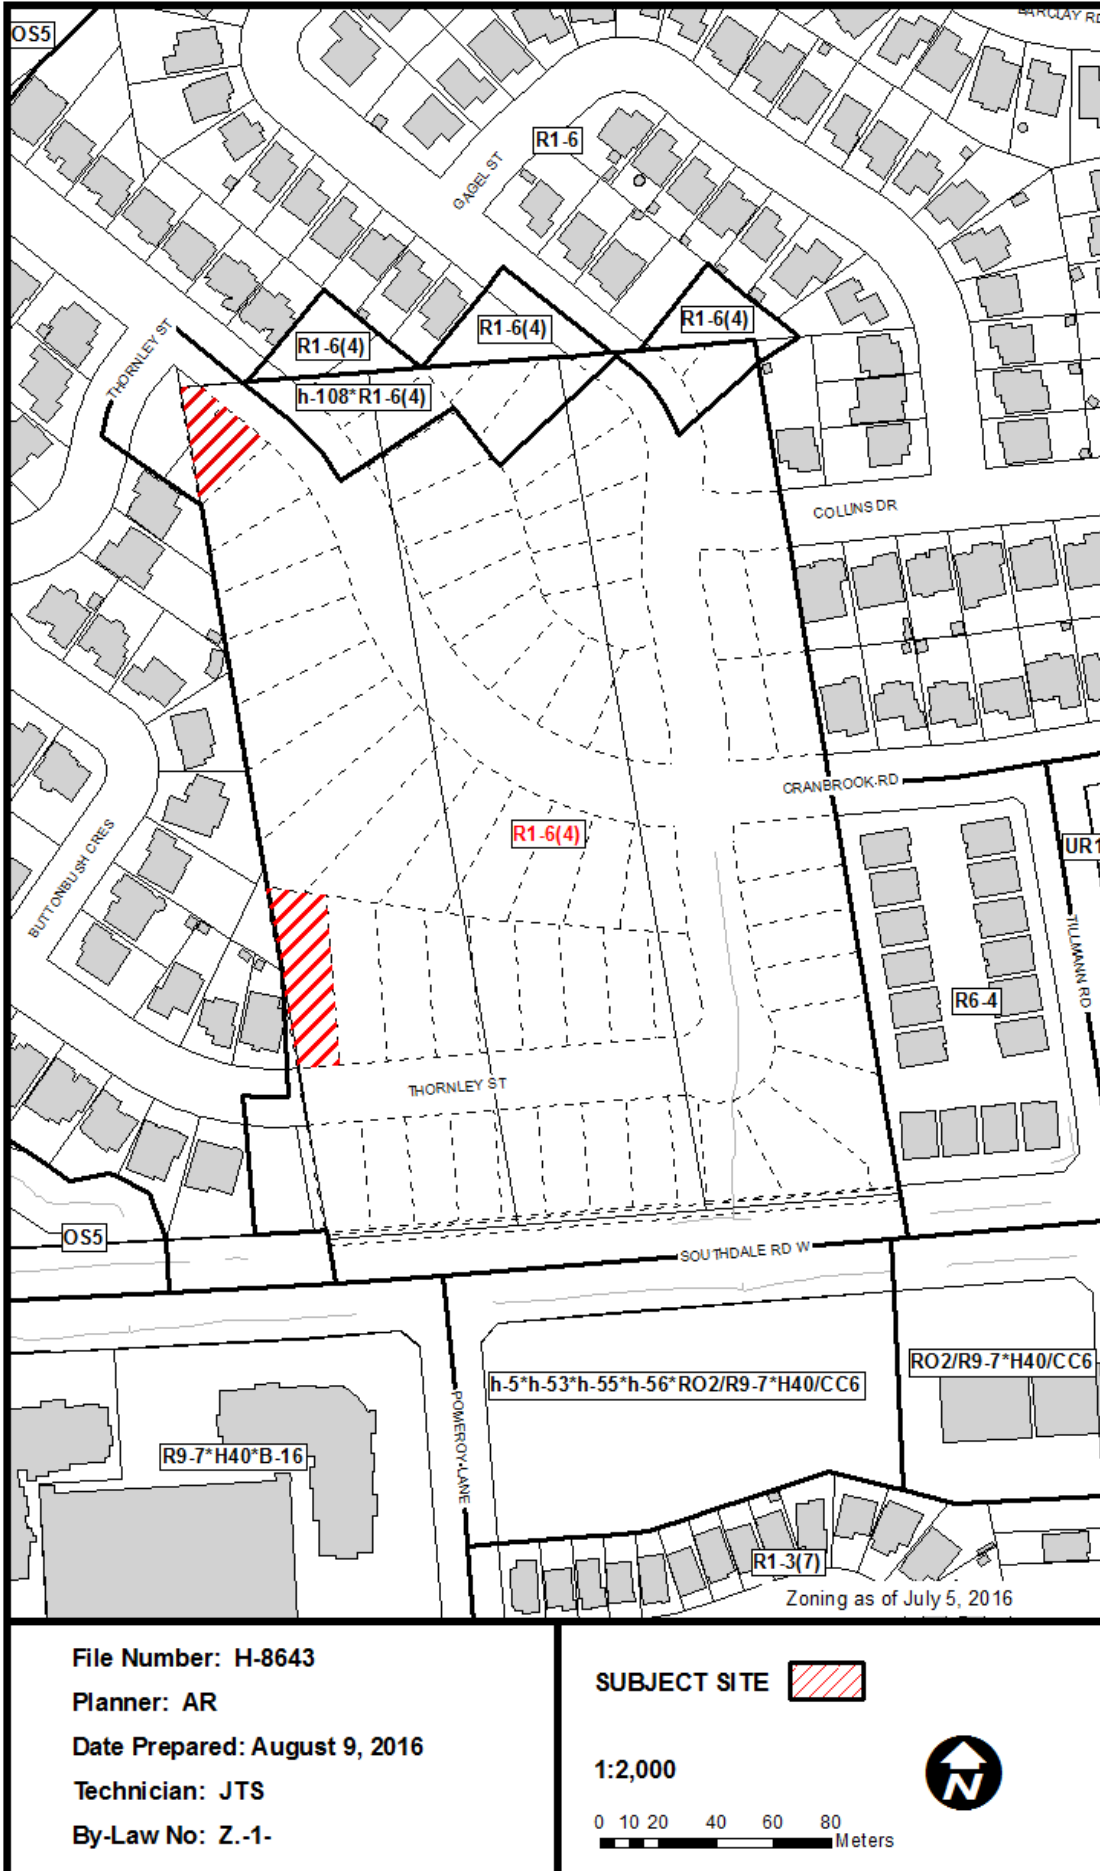 OS5
BARCLAY RD
R1-6
GAGEL ST
THORNLEY ST
R1-6(4)
R1-6(4)
R1-6(4)
h-108*R1-6(4)
COLLINS DR
CRANBROOK RD
R1-6(4)
UR1
BUTTONBUSH CRES
TILLMANN RD
R6-4
THORNLEY ST
OS5
SOUTHDALE RD W
RO2/R9-7*H40/CC6
h-5*h-53*h-55*h-56*RO2/R9-7*H40/CC6
POMEROY LANE
R9-7*H40*B-16
R1-3(7)
Zoning as of July 5, 2016
File Number: H-8643
Planner: AR
Date Prepared: August 9, 2016
Technician: JTS
By-Law No: Z.-1-
SUBJECT SITE
1:2,000
N
0 10 20 40 60 80
Meters